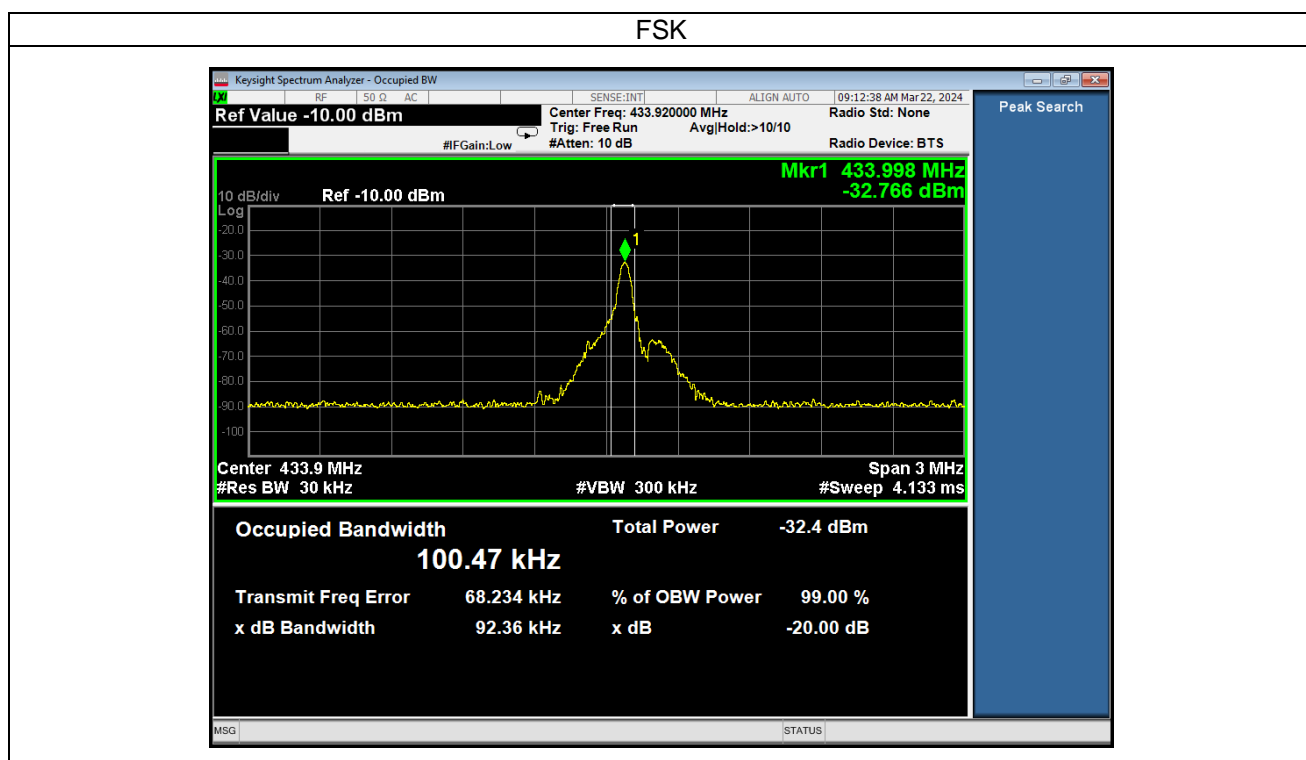 FSK
Keysight Spectrum Analyzer - Occupied BW
LXI RF 50 Ω AC SENSE:INT ALIGN AUTO 09:12:38 AM Mar 22, 2024
Ref Value -10.00 dBm Center Freq: 433.920000 MHz Radio Std: None Peak Search
Trig: Free Run Avg|Hold:>10/10
#IFGain:Low #Atten: 10 dB Radio Device: BTS
Mkr1 433.998 MHz
10 dB/div Ref -10.00 dBm -32.766 dBm
Log
-20.0
1
-30.0
-40.0
-50.0
-60.0
-70.0
-80.0
-90.0
-100
Center 433.9 MHz Span 3 MHz
#Res BW 30 kHz #VBW 300 kHz #Sweep 4.133 ms
Occupied Bandwidth Total Power -32.4 dBm
100.47 kHz
Transmit Freq Error 68.234 kHz % of OBW Power 99.00 %
x dB Bandwidth 92.36 kHz x dB -20.00 dB
MSG STATUS